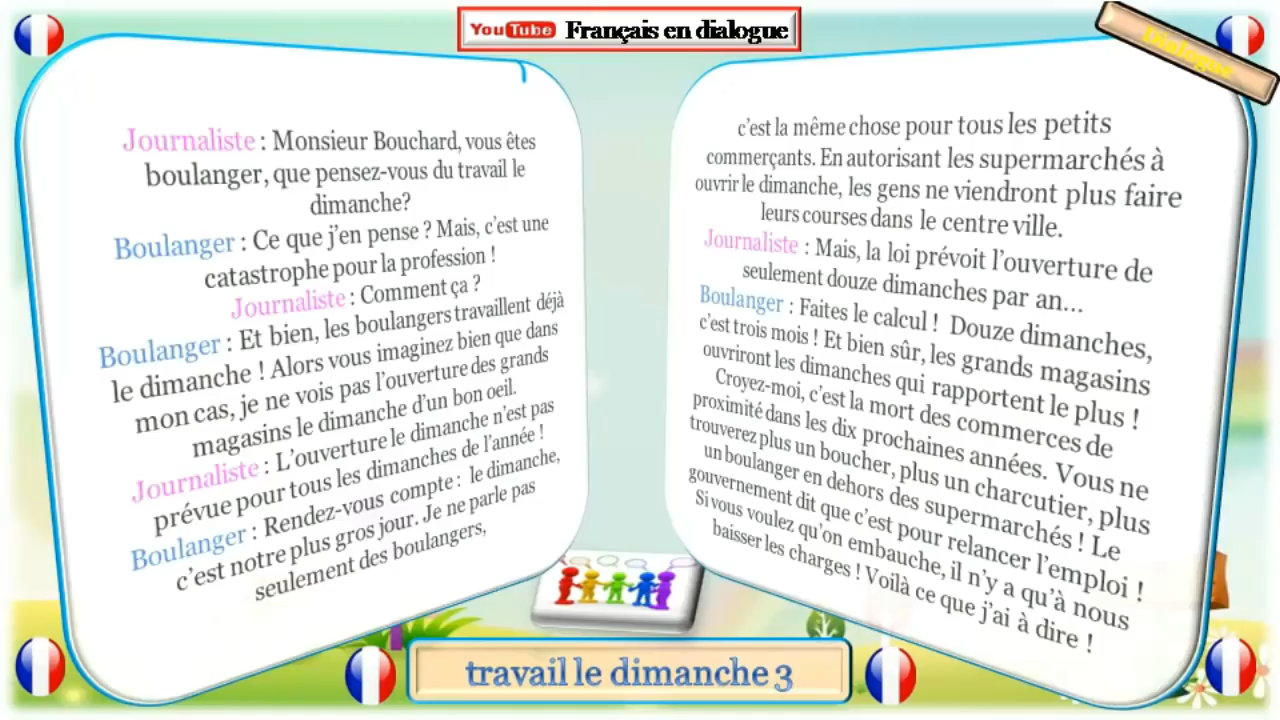 YouTube Français en dialogue
Dialogue
Journaliste : Monsieur Bouchard, vous êtes
boulanger, que pensez-vous du travail le
dimanche?
Boulanger : Ce que j'en pense ? Mais, c'est une
catastrophe pour la profession !
Journaliste : Comment ça ?
Boulanger : Et bien, les boulangers travaillent déjà
le dimanche ! Alors vous imaginez bien que dans
mon cas, je ne vois pas l'ouverture des grands
magasins le dimanche d'un bon oeil.
Journaliste : L'ouverture le dimanche n'est pas
prévue pour tous les dimanches de l'année !
Boulanger : Rendez-vous compte : le dimanche,
c'est notre plus gros jour. Je ne parle pas
seulement des boulangers,
c'est la même chose pour tous les petits
commerçants. En autorisant les supermarchés à
ouvrir le dimanche, les gens ne viendront plus faire
leurs courses dans le centre ville.
Journaliste : Mais, la loi prévoit l'ouverture de
seulement douze dimanches par an...
Boulanger : Faites le calcul ! Douze dimanches,
c'est trois mois ! Et bien sûr, les grands magasins
ouvriront les dimanches qui rapportent le plus !
Croyez-moi, c'est la mort des commerces de
proximité dans les dix prochaines années. Vous ne
trouverez plus un boucher, plus un charcutier, plus
un boulanger en dehors des supermarchés ! Le
gouvernement dit que c'est pour relancer l'emploi !
Si vous voulez qu'on embauche, il n'y a qu'à nous
baisser les charges ! Voilà ce que j'ai à dire !
travail le dimanche 3